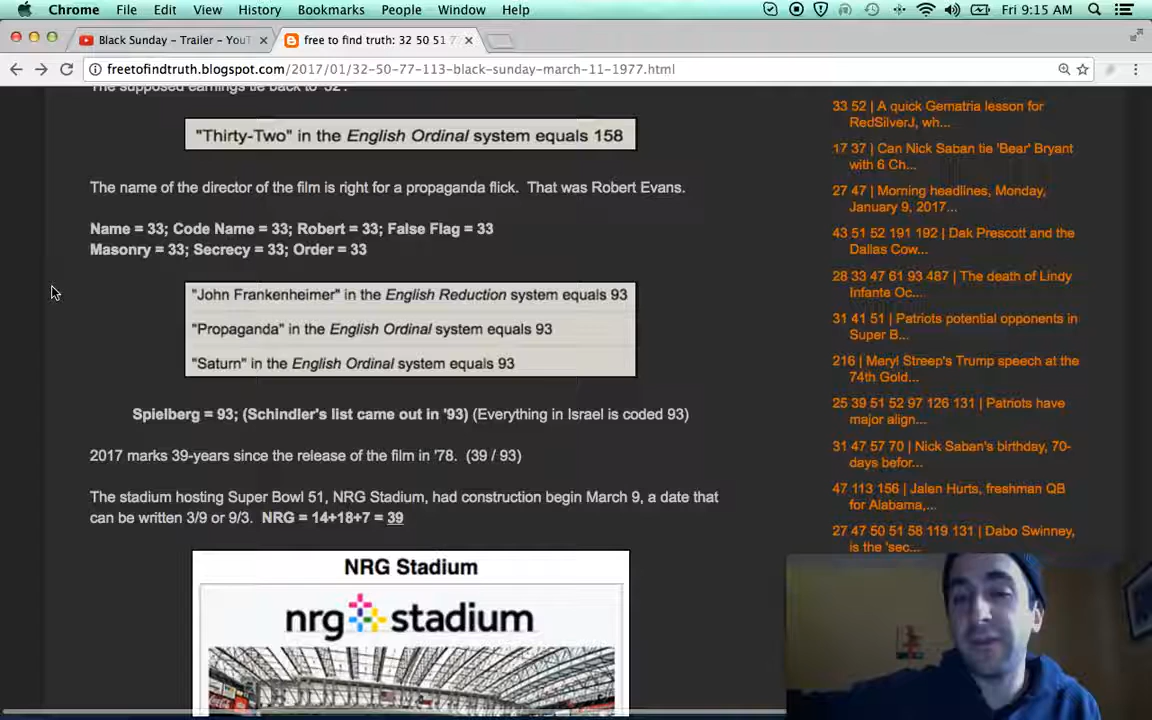 Chrome File Edit View History Bookmarks People Window Help Fri 9:15 AM
Black Sunday - Trailer - YouT
free to find truth: 32 50 51 7
freetofindtruth.blogspot.com/2017/01/32-50-77-113-black-sunday-march-11-1977.html
The supposed earnings tie back to '32'.
"Thirty-Two" in the English Ordinal system equals 158
The name of the director of the film is right for a propaganda flick. That was Robert Evans.
Name = 33; Code Name = 33; Robert = 33; False Flag = 33
Masonry = 33; Secrecy = 33; Order = 33
"John Frankenheimer" in the English Reduction system equals 93
"Propaganda" in the English Ordinal system equals 93
"Saturn" in the English Ordinal system equals 93
Spielberg = 93; (Schindler's list came out in '93) (Everything in Israel is coded 93)
2017 marks 39-years since the release of the film in '78. (39 / 93)
The stadium hosting Super Bowl 51, NRG Stadium, had construction begin March 9, a date that
can be written 3/9 or 9/3. NRG = 14+18+7 = 39
NRG Stadium
nrg stadium
33 52 | A quick Gematria lesson for
RedSilverJ, wh...
17 37 | Can Nick Saban tie 'Bear' Bryant
with 6 Ch...
27 47 | Morning headlines, Monday,
January 9, 2017...
43 51 52 191 192 | Dak Prescott and the
Dallas Cow...
28 33 47 61 93 487 | The death of Lindy
Infante Oc...
31 41 51 | Patriots potential opponents in
Super B...
216 | Meryl Streep's Trump speech at the
74th Gold...
25 39 51 52 97 126 131 | Patriots have
major align...
31 47 57 70 | Nick Saban's birthday, 70-
days befor...
47 113 156 | Jalen Hurts, freshman QB
for Alabama,...
27 47 50 51 58 119 131 | Dabo Swinney,
is the 'sec...